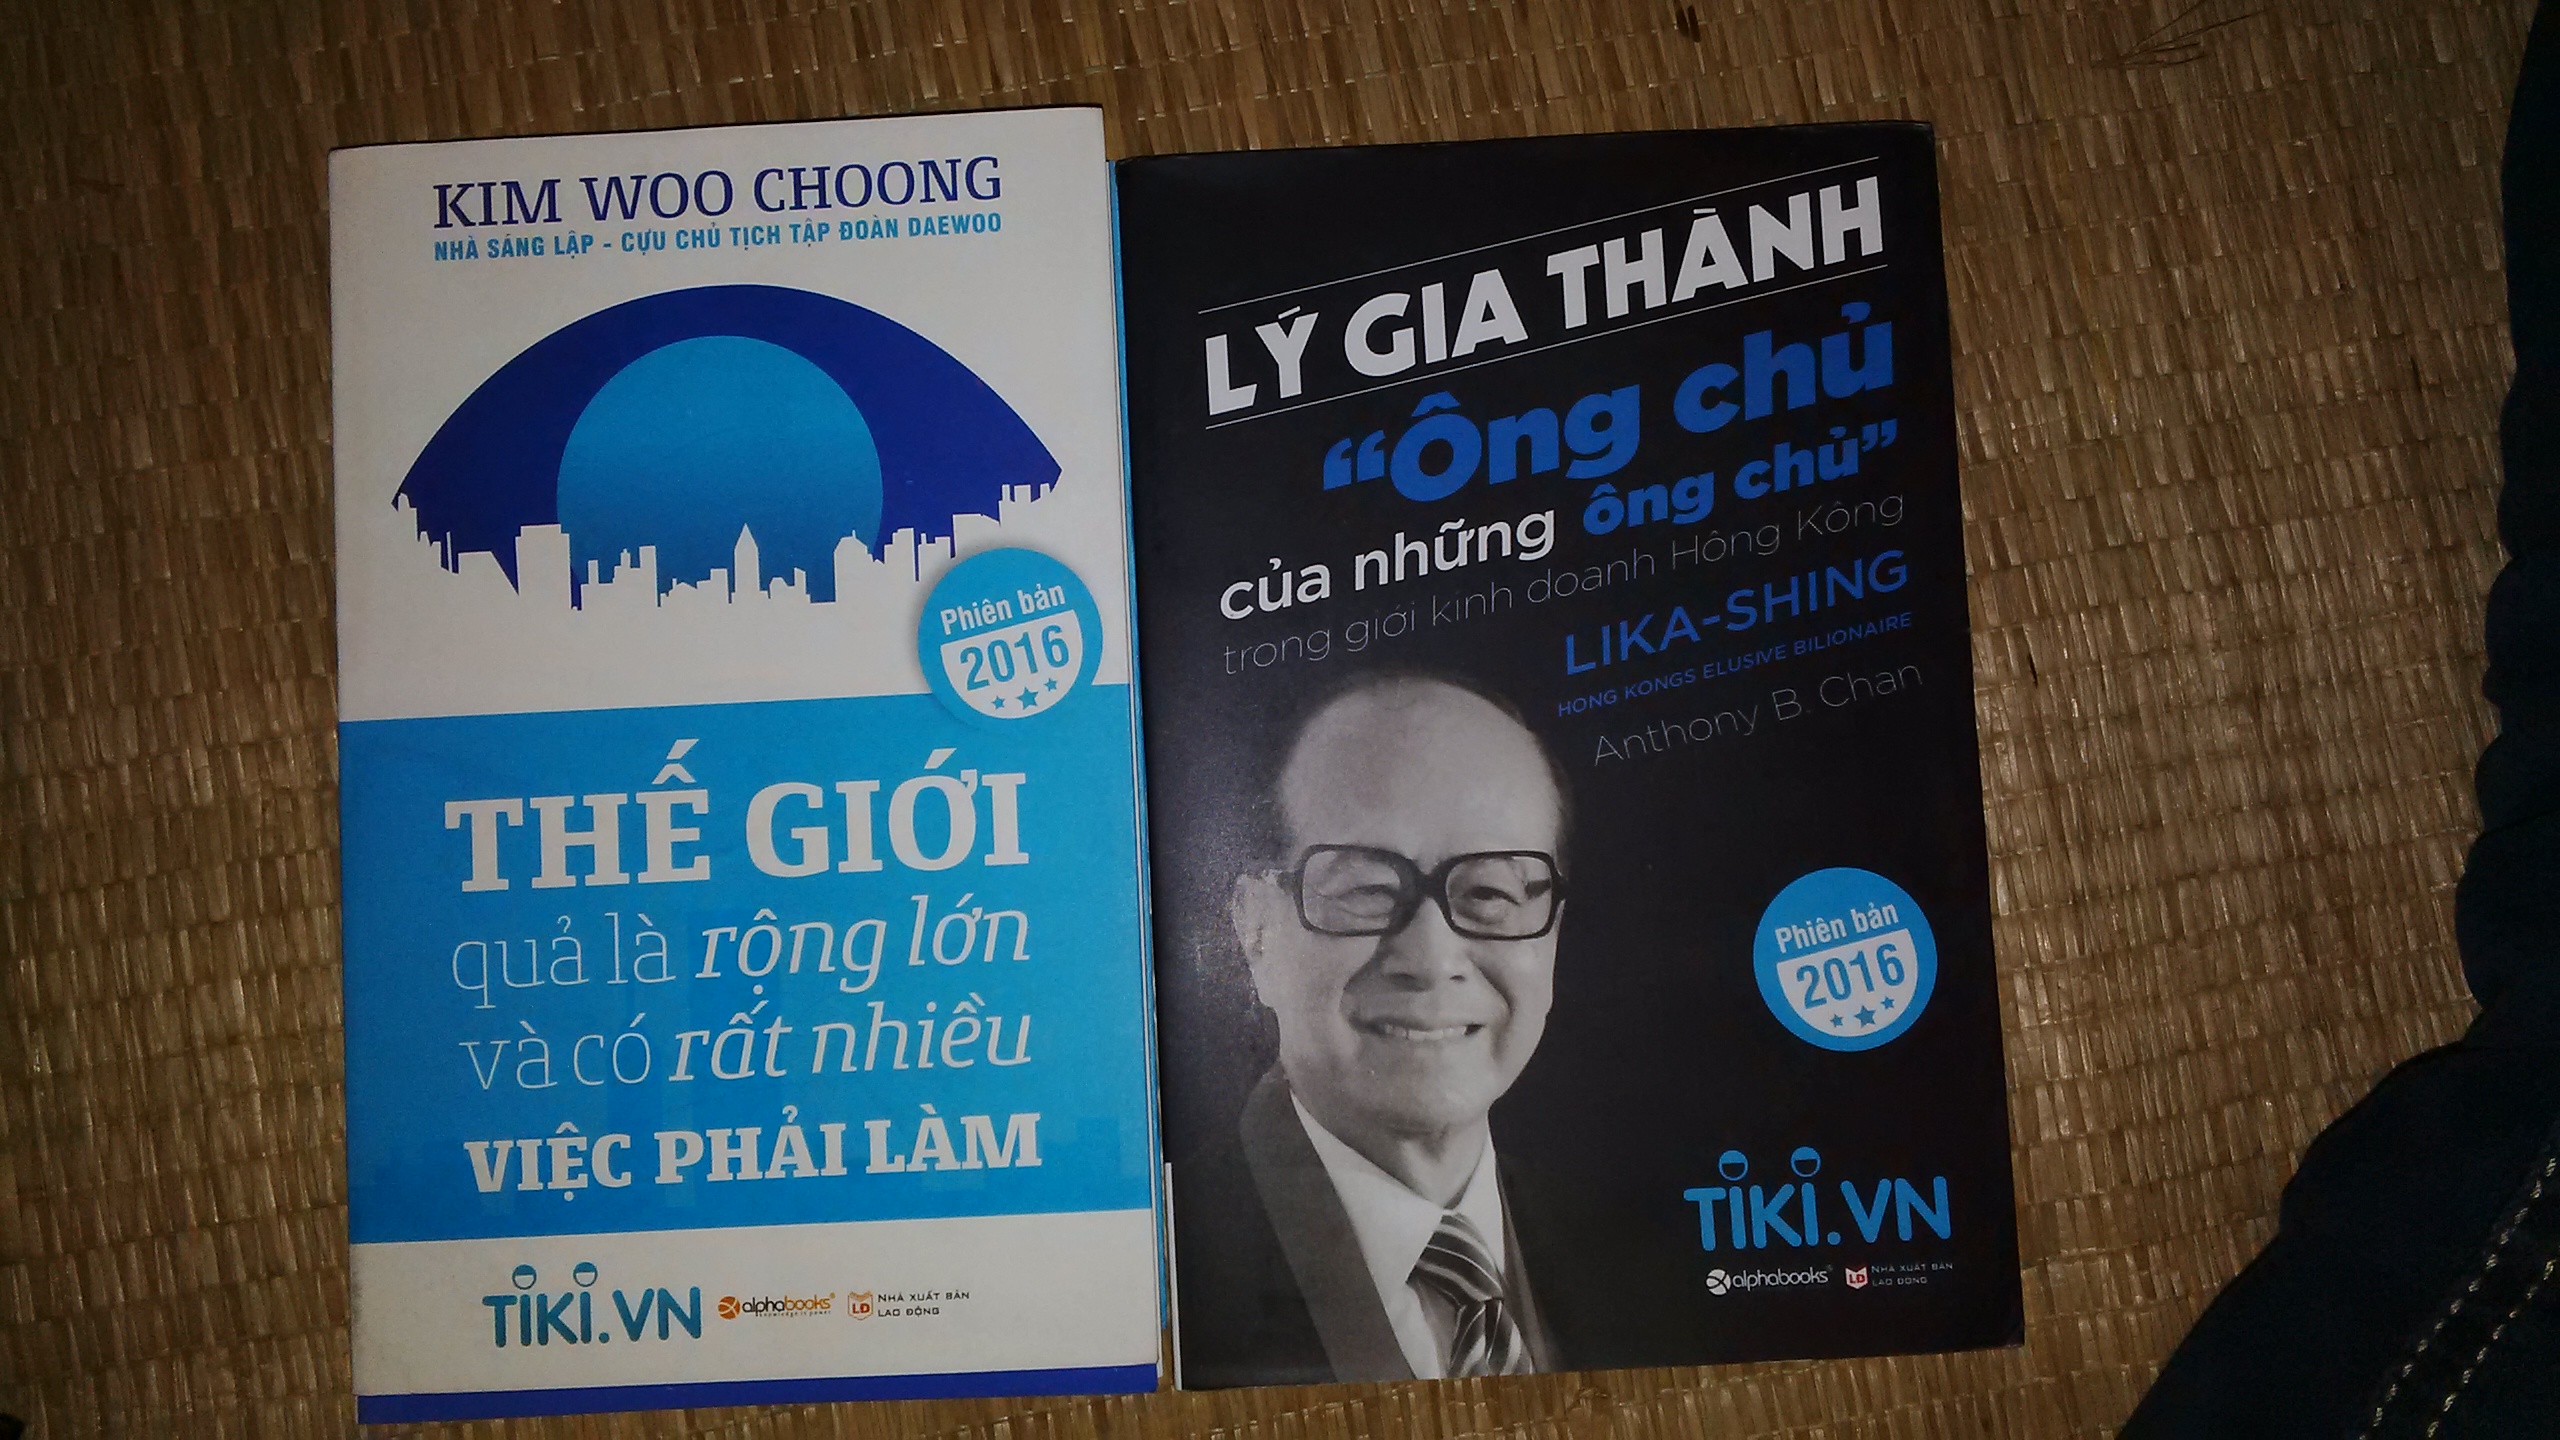 KIM WOO CHOONG
NHÀ SÁNG LẬP - CỰU CHỦ TỊCH TẬP ĐOÀN DAEWOO
Phiên bản
2016
THẾ GIỚI
quả là rộng lớn
và có rất nhiều
VIỆC PHẢI LÀM
TIKI.VN
alphabooks®
LĐ
NHÀ XUẤT BẢN
LAO ĐỘNG
LÝ GIA THÀNH
“Ông chủ
của những ông chủ”
trong giới kinh doanh Hồng Kông
LIKA-SHING
HONG KONGS ELUSIVE BILIONAIRE
Anthony B. Chan
Phiên bản
2016
TIKI.VN
alphabooks®
LĐ
NHÀ XUẤT BẢN
LAO ĐỘNG